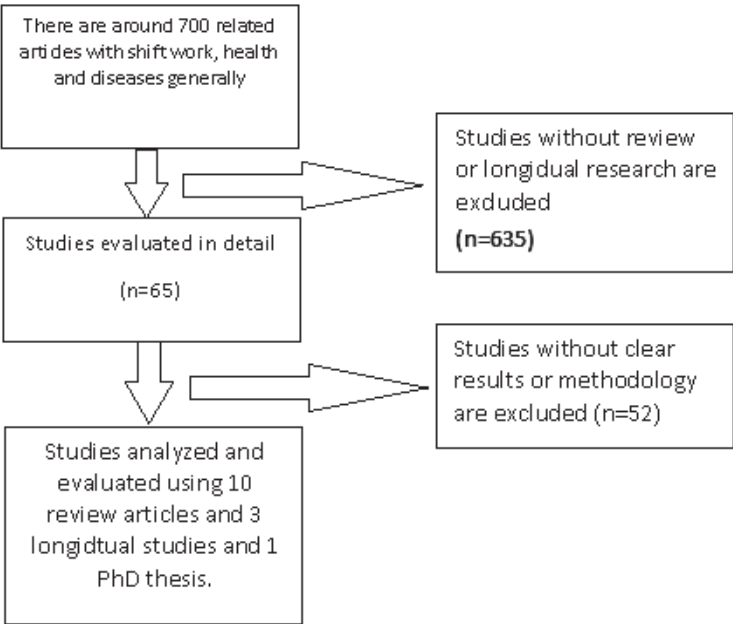 There are around 700 related
articles with shift work, health
and diseases generally
Studies without review
or longidual research are
excluded
(n=635)
Studies evaluated in detail
(n=65)
Studies without clear
results or methodology
are excluded (n=52)
Studies analyzed and
evaluated using 10
review articles and 3
longidtual studies and 1
PhD thesis.